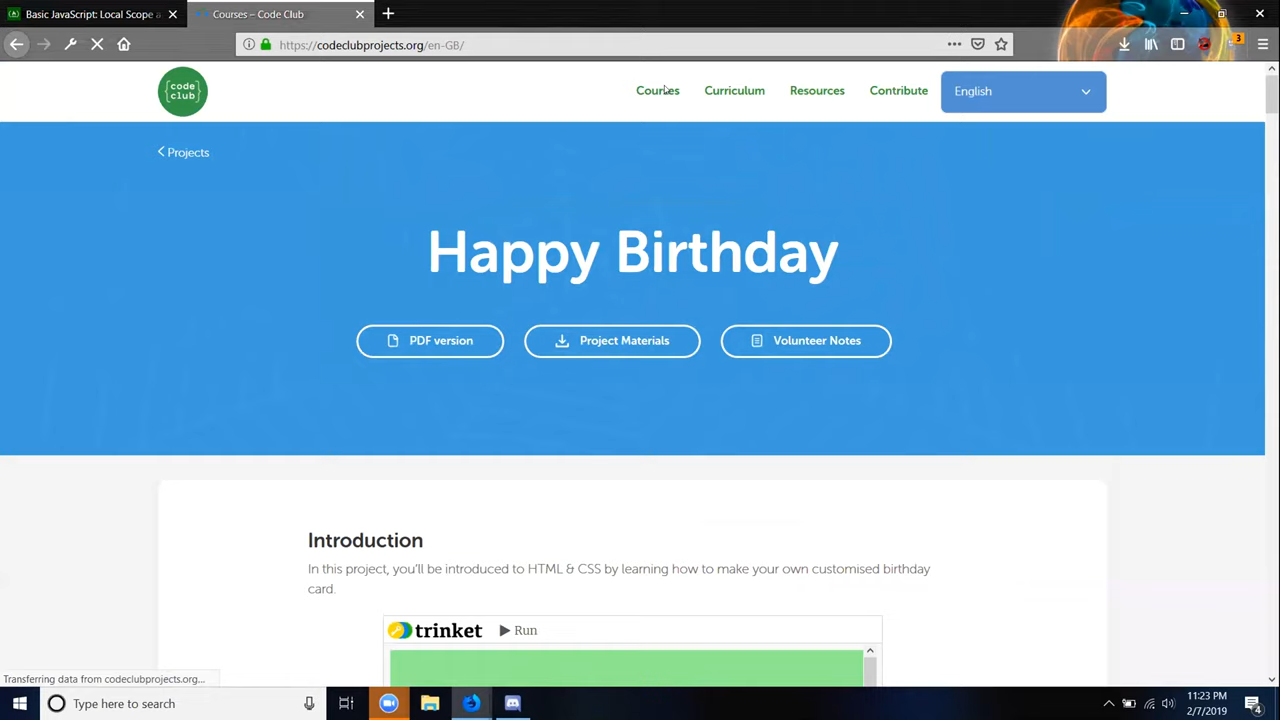 Basic JavaScript: Local Scope a
Courses – Code Club
https://codeclubprojects.org/en-GB/
3
{code
club}
Courses
Curriculum
Resources
Contribute
English
Projects
Happy Birthday
PDF version
Project Materials
Volunteer Notes
Introduction
In this project, you'll be introduced to HTML & CSS by learning how to make your own customised birthday
card.
trinket
Run
Transferring data from codeclubprojects.org...
Type here to search
11:23 PM
2/7/2019
4